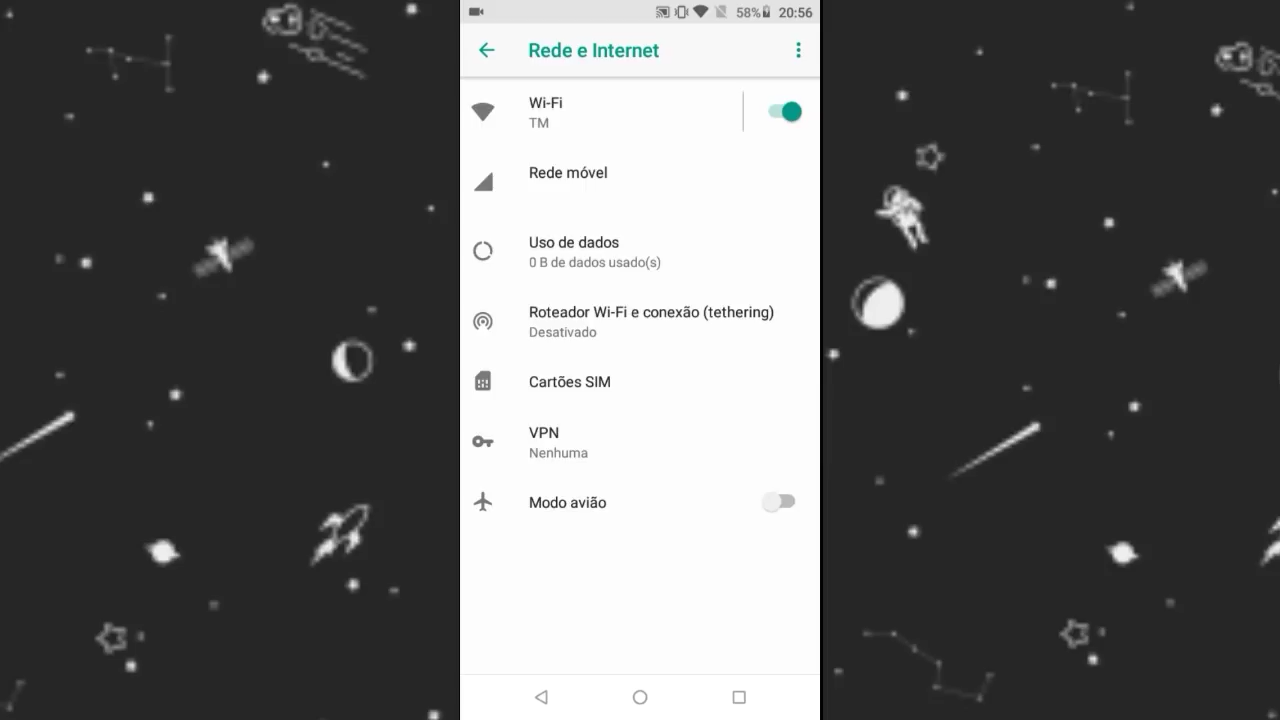 58% 20:56
Rede e Internet
Wi-Fi
TM
Rede móvel
Uso de dados
0 B de dados usado(s)
Roteador Wi-Fi e conexão (tethering)
Desativado
Cartões SIM
VPN
Nenhuma
Modo avião